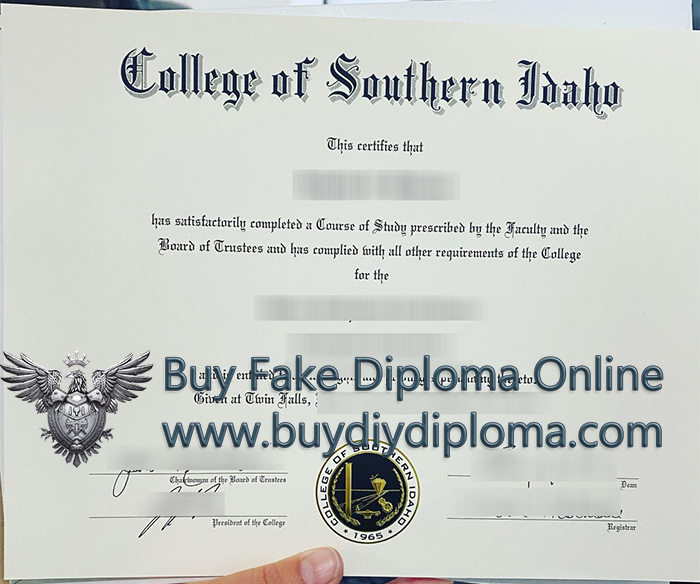 College of Southern Idaho
This certifies that
has satisfactorily completed a Course of Study prescribed by the Faculty and the
Board of Trustees and has complied with all other requirements of the College
for the
Buy Fake Diploma Online
and is
Given at Twin Falls,
www.buydiydiploma.com
Chairwoman of the Board of Trustees
Dean
President of the College
Registrar
COLLEGE OF SOUTHERN IDAHO
1965